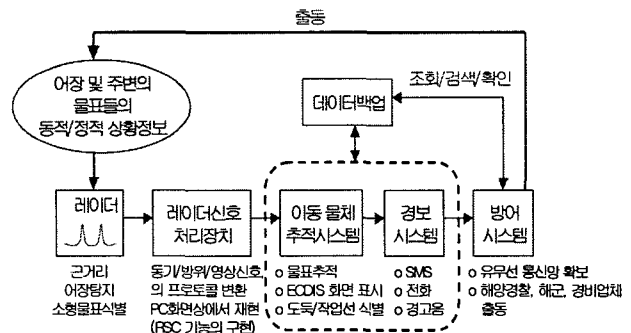 출동
어장 및 주변의
물표들의
동적/정적 상황정보
데이터백업
조회/검색/확인
레이더
레이더신호
처리장치
이동 물체
추적시스템
경보
시스템
방어
시스템
근거리
어장탐지
소형물표식별
동기/방위/영상신호
의 프로토콜 변환
PC화면상에서 재현
(RSC 기능의 구현)
o 물표추적
o ECDIS 화면 표시
o 도둑/작업선 식별
o SMS
o 전화
o 경고음
o 유무선 통신망 확보
o 해양경찰, 해군, 경비업체
출동